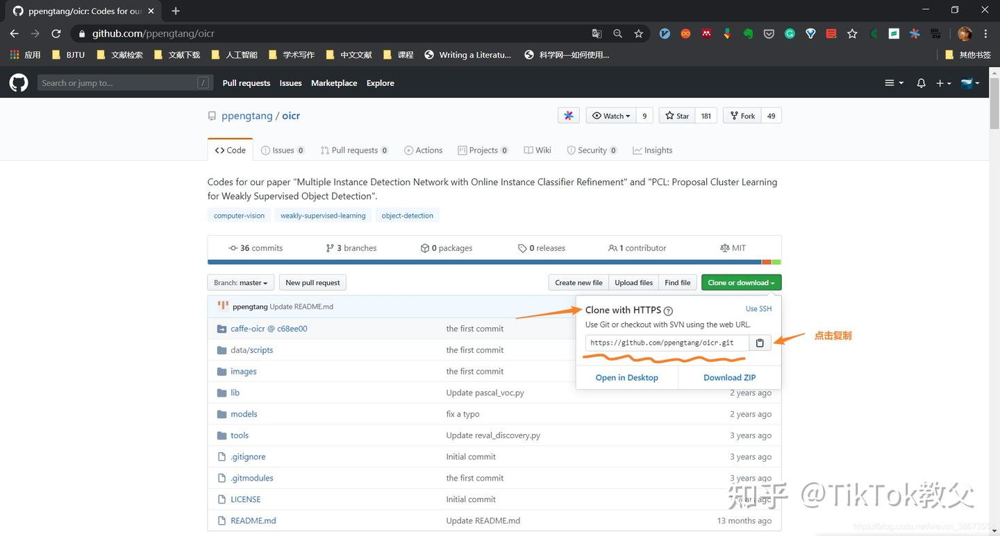 ppengtang/oicr: Codes for our
github.com/ppengtang/oicr
应用 BJTU 文献检索 文献下载 人工智能 学术写作 中文文献 课程 Writing a Literatu... 科学网—如何使用... 其他书签
Search or jump to... / Pull requests Issues Marketplace Explore
ppengtang / oicr Watch 9 Star 181 Fork 49
Code Issues 0 Pull requests 0 Actions Projects 0 Wiki Security 0 Insights
Codes for our paper "Multiple Instance Detection Network with Online Instance Classifier Refinement" and "PCL: Proposal Cluster Learning
for Weakly Supervised Object Detection".
computer-vision weakly-supervised-learning object-detection
36 commits 3 branches 0 packages 0 releases 1 contributor MIT
Branch: master New pull request Create new file Upload files Find file Clone or download
ppengtang Update README.md
Clone with HTTPS ? Use SSH
Use Git or checkout with SVN using the web URL.
https://github.com/ppengtang/oicr.git
点击复制
Open in Desktop Download ZIP
caffe-oicr @ c68ee00 the first commit
data/scripts the first commit
images the first commit
lib Update pascal_voc.py 2 years ago
models fix a typo 2 years ago
tools Update reval_discovery.py 3 years ago
.gitignore Initial commit 3 years ago
.gitmodules the first commit 3 years ago
LICENSE Initial commit years ago
README.md Update README.md 13 months ago
知乎 @TikTok教父